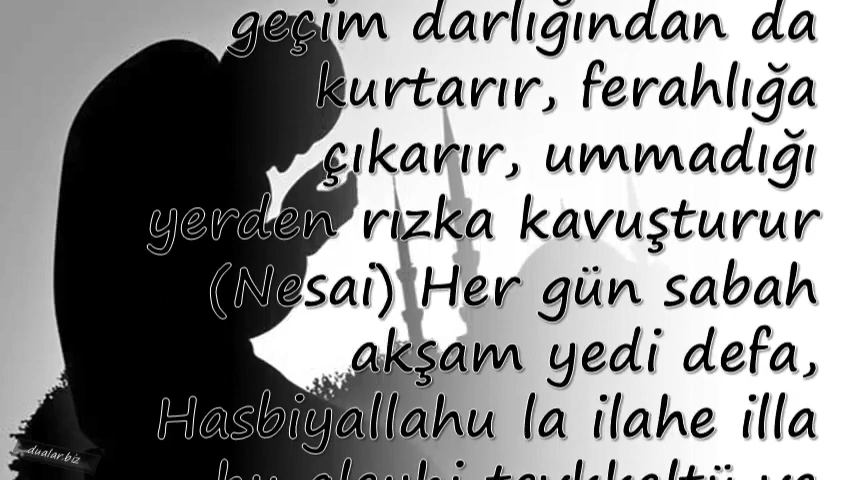 geçim darlığından da
kurtarır, ferahlığa
çıkarır, ummadığı
yerden rızka kavuşturur
(Nesai) Her gün sabah
akşam yedi defa,
Hasbiyallahu la ilahe illa
dualar.biz